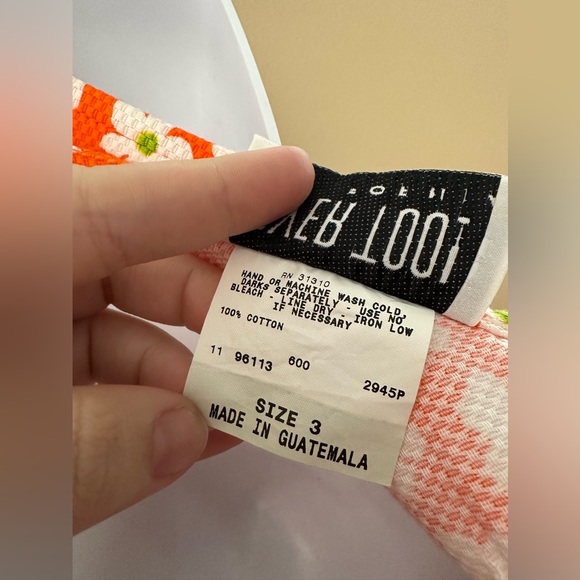 RN 31310
HAND OR MACHINE WASH COLD,
DARKS SEPARATELY - USE NO
BLEACH - LINE DRY - IRON LOW
IF NECESSARY
100% COTTON
11 96113 600
2945P
SIZE 3
MADE IN GUATEMALA